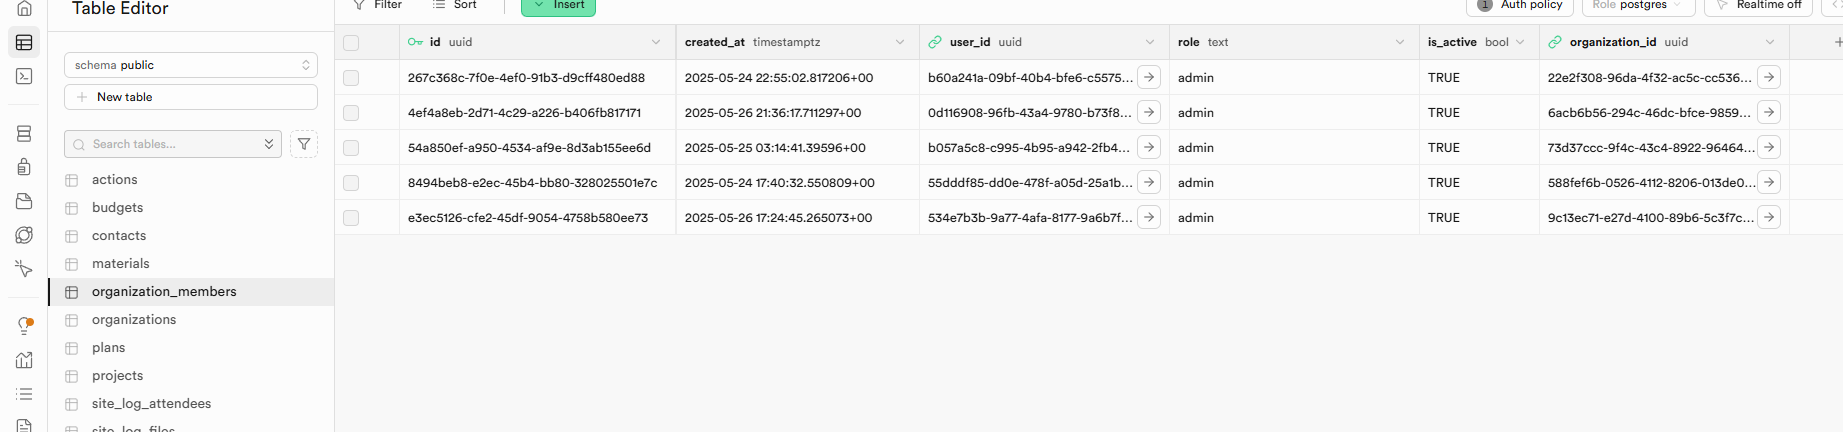 Table Editor
Filter Sort Insert 1 Auth policy Role postgres Realtime off
schema public
New table
Search tables...
actions
budgets
contacts
materials
organization_members
organizations
plans
projects
site_log_attendees
site_log_files
id uuid created_at timestamptz user_id uuid role text is_active bool organization_id uuid
267c368c-7f0e-4ef0-91b3-d9cff480ed88 2025-05-24 22:55:02.817206+00 b60a241a-09bf-40b4-bfe6-c5575... admin TRUE 22e2f308-96da-4f32-ac5c-cc536...
4ef4a8eb-2d71-4c29-a226-b406fb817171 2025-05-26 21:36:17.711297+00 0d116908-96fb-43a4-9780-b73f8... admin TRUE 6acb6b56-294c-46dc-bfce-9859...
54a850ef-a950-4534-af9e-8d3ab155ee6d 2025-05-25 03:14:41.39596+00 b057a5c8-c995-4b95-a942-2fb4... admin TRUE 73d37ccc-9f4c-43c4-8922-96464...
8494beb8-e2ec-45b4-bb80-328025501e7c 2025-05-24 17:40:32.550809+00 55dddf85-dd0e-478f-a05d-25a1b... admin TRUE 588fef6b-0526-4112-8206-013de0...
e3ec5126-cfe2-45df-9054-4758b580ee73 2025-05-26 17:24:45.265073+00 534e7b3b-9a77-4afa-8177-9a6b7f... admin TRUE 9c13ec71-e27d-4100-89b6-5c3f7c...